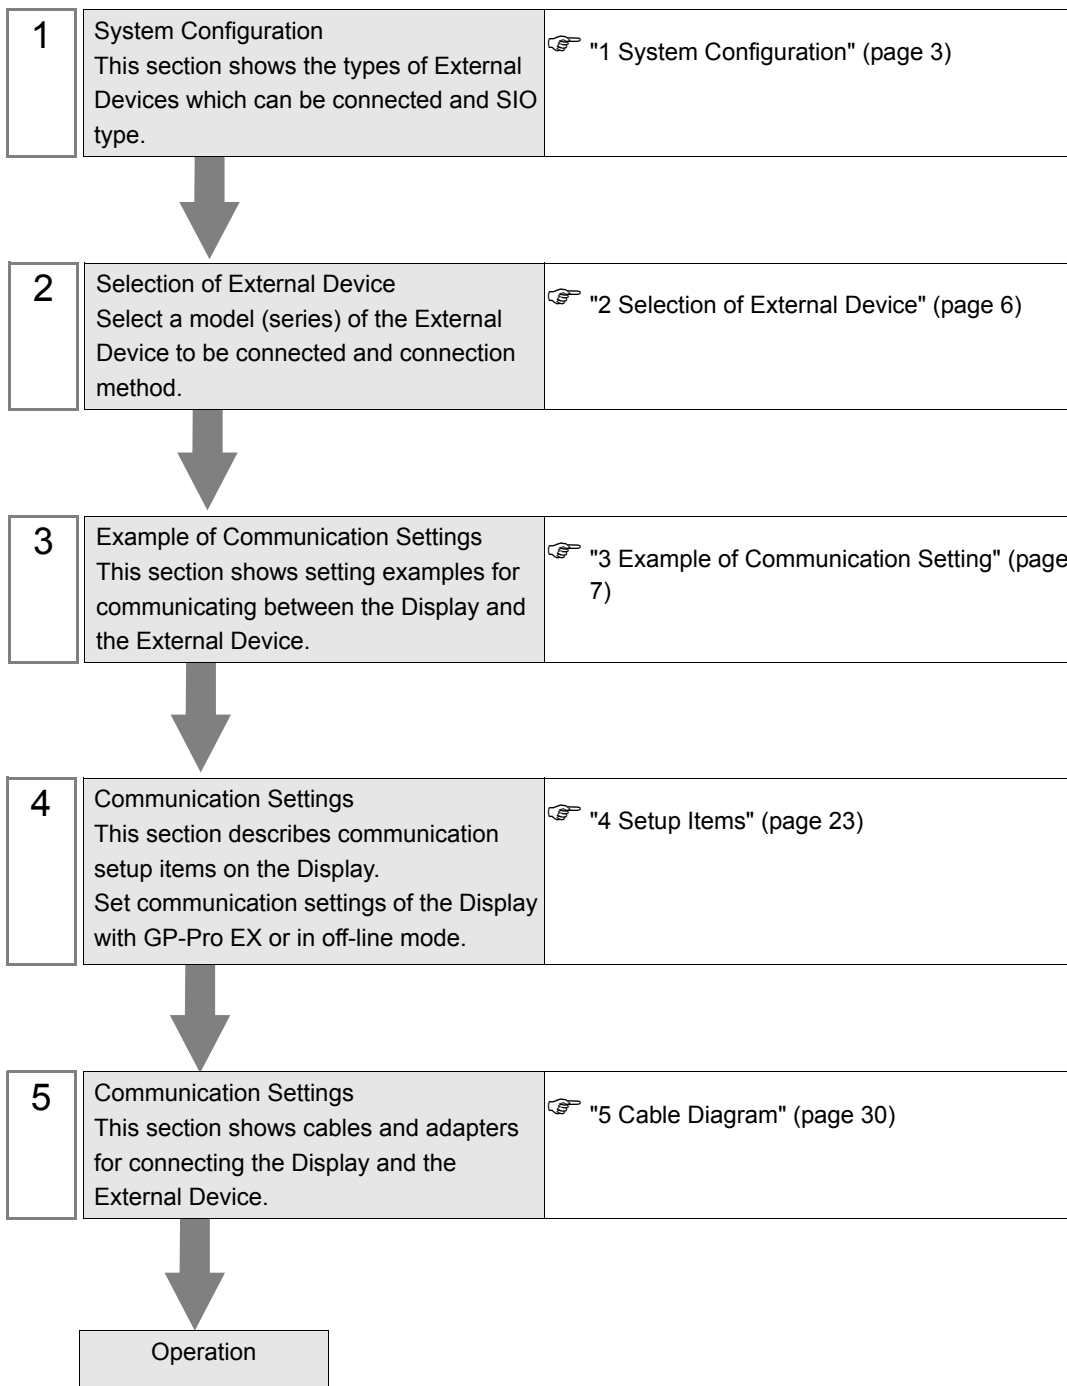 1
System Configuration
This section shows the types of External
Devices which can be connected and SIO
type.
"1 System Configuration" (page 3)
2
Selection of External Device
Select a model (series) of the External
Device to be connected and connection
method.
"2 Selection of External Device" (page 6)
3
Example of Communication Settings
This section shows setting examples for
communicating between the Display and
the External Device.
"3 Example of Communication Setting" (page
7)
4
Communication Settings
This section describes communication
setup items on the Display.
Set communication settings of the Display
with GP-Pro EX or in off-line mode.
"4 Setup Items" (page 23)
5
Communication Settings
This section shows cables and adapters
for connecting the Display and the
External Device.
"5 Cable Diagram" (page 30)
Operation